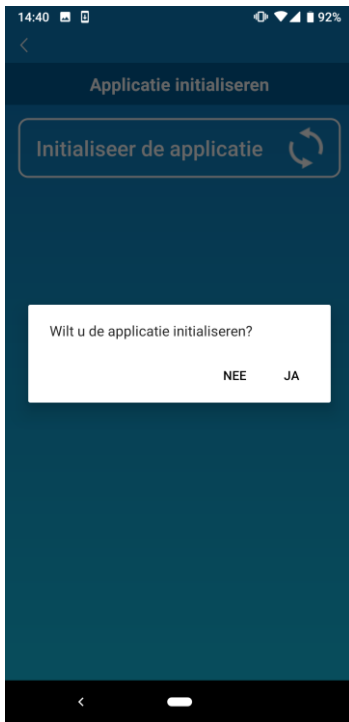 14:40 92%
Applicatie initialiseren
Initialiseer de applicatie
Wilt u de applicatie initialiseren?
NEE JA